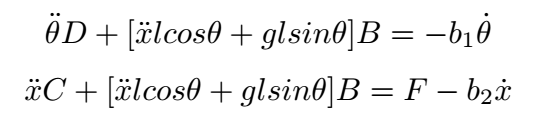 θ̈D + [ẍlcosθ + glsinθ]B = −b₁θ̇
ẍC + [ẍlcosθ + glsinθ]B = F − b₂ẋ